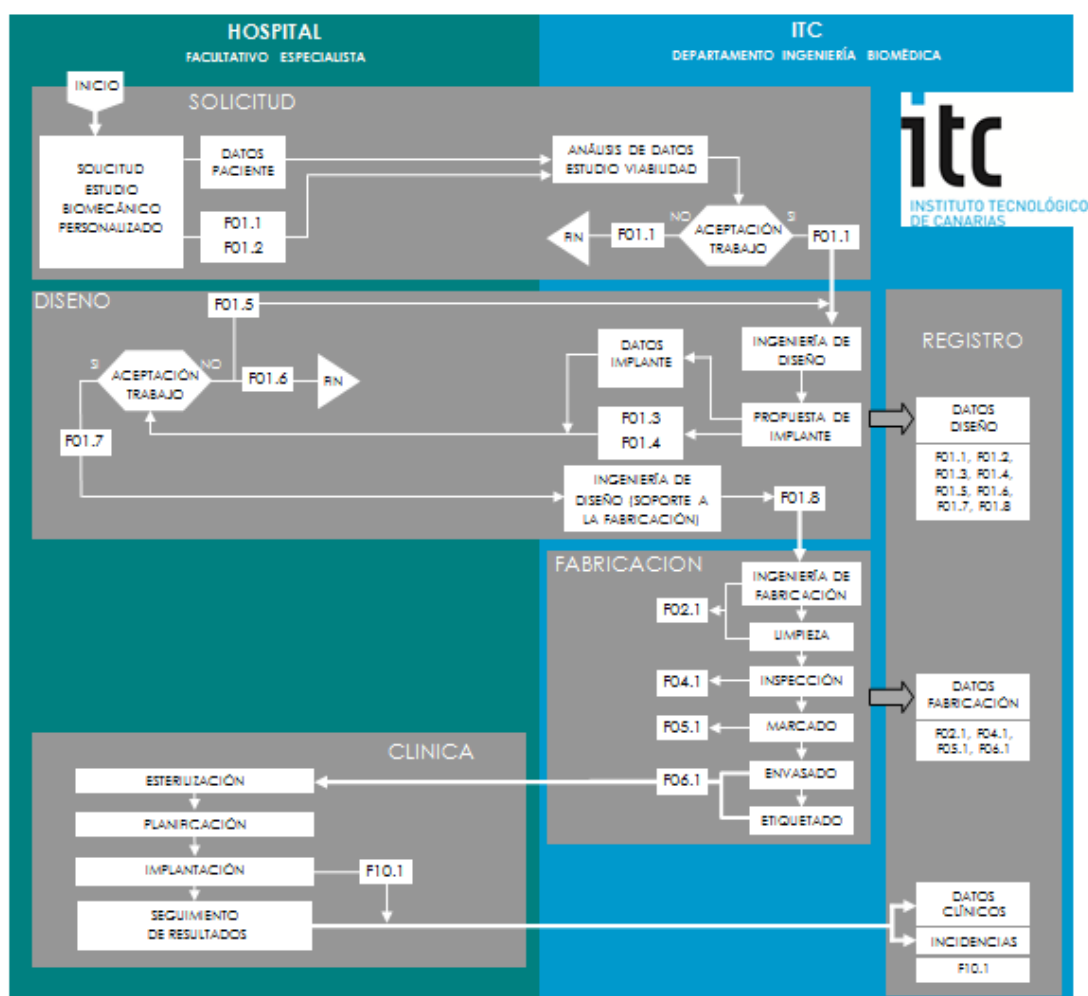 HOSPITAL
FACULTATIVO ESPECIALISTA
ITC
DEPARTAMENTO INGENIERÍA BIOMÉDICA
INICIO
SOLICITUD
SOLICITUD
ESTUDIO
BIOMECÁNICO
PERSONALIZADO
DATOS
PACIENTE
F01.1
F01.2
ANÁLISIS DE DATOS
ESTUDIO VIABILIDAD
NO
SI
ACEPTACIÓN
TRABAJO
FIN
F01.1
F01.1
itc
INSTITUTO TECNOLÓGICO
DE CANARIAS
DISENO
F01.5
SI
NO
ACEPTACIÓN
TRABAJO
F01.6
FIN
F01.7
DATOS
IMPLANTE
F01.3
F01.4
INGENIERÍA DE
DISEÑO
PROPUESTA DE
IMPLANTE
INGENIERÍA DE
DISEÑO (SOPORTE A
LA FABRICACIÓN)
F01.8
REGISTRO
DATOS
DISEÑO
F01.1, F01.2,
F01.3, F01.4,
F01.5, F01.6,
F01.7, F01.8
FABRICACION
INGENIERÍA DE
FABRICACIÓN
F02.1
LIMPIEZA
F04.1
INSPECCIÓN
F05.1
MARCADO
F06.1
ENVASADO
ETIQUETADO
DATOS
FABRICACIÓN
F02.1, F04.1,
F05.1, F06.1
CLINICA
ESTERILIZACIÓN
PLANIFICACIÓN
IMPLANTACIÓN
F10.1
SEGUIMIENTO
DE RESULTADOS
DATOS
CLÍNICOS
INCIDENCIAS
F10.1